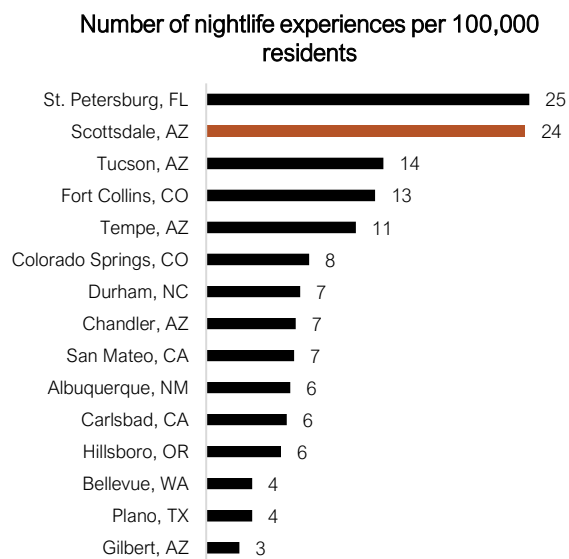 Number of nightlife experiences per 100,000
residents
St. Petersburg, FL 25
Scottsdale, AZ 24
Tucson, AZ 14
Fort Collins, CO 13
Tempe, AZ 11
Colorado Springs, CO 8
Durham, NC 7
Chandler, AZ 7
San Mateo, CA 7
Albuquerque, NM 6
Carlsbad, CA 6
Hillsboro, OR 6
Bellevue, WA 4
Plano, TX 4
Gilbert, AZ 3